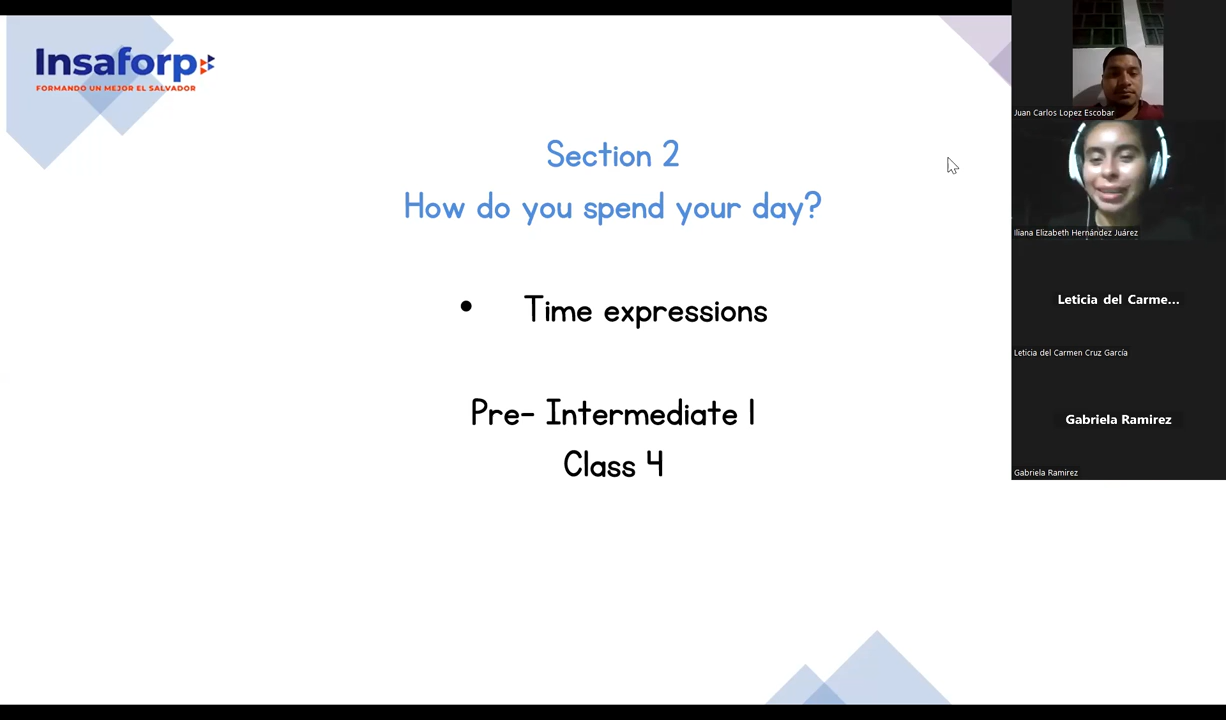 Insaforp
FORMANDO UN MEJOR EL SALVADOR
Section 2
How do you spend your day?
• Time expressions
Pre- Intermediate 1
Class 4
Juan Carlos Lopez Escobar
Iliana Elizabeth Hernández Juárez
Leticia del Carme...
Leticia del Carmen Cruz García
Gabriela Ramirez
Gabriela Ramirez